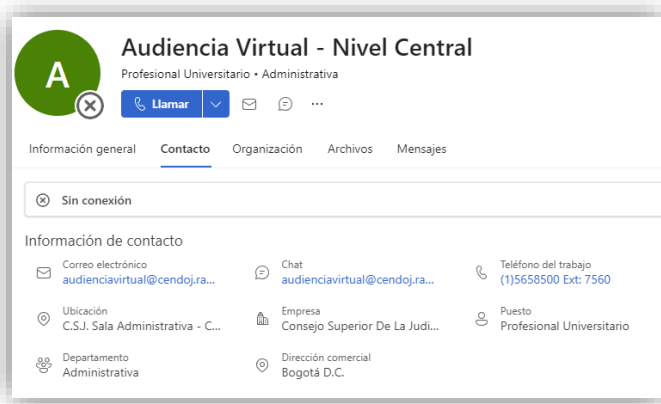 A
Audiencia Virtual - Nivel Central
Profesional Universitario • Administrativa
Llamar
Información general Contacto Organización Archivos Mensajes
Sin conexión
Información de contacto
Correo electrónico
audienciavirtual@cendoj.ra...
Chat
audienciavirtual@cendoj.ra...
Teléfono del trabajo
(1)5658500 Ext: 7560
Ubicación
C.S.J. Sala Administrativa - C...
Empresa
Consejo Superior De La Judi...
Puesto
Profesional Universitario
Departamento
Administrativa
Dirección comercial
Bogotá D.C.